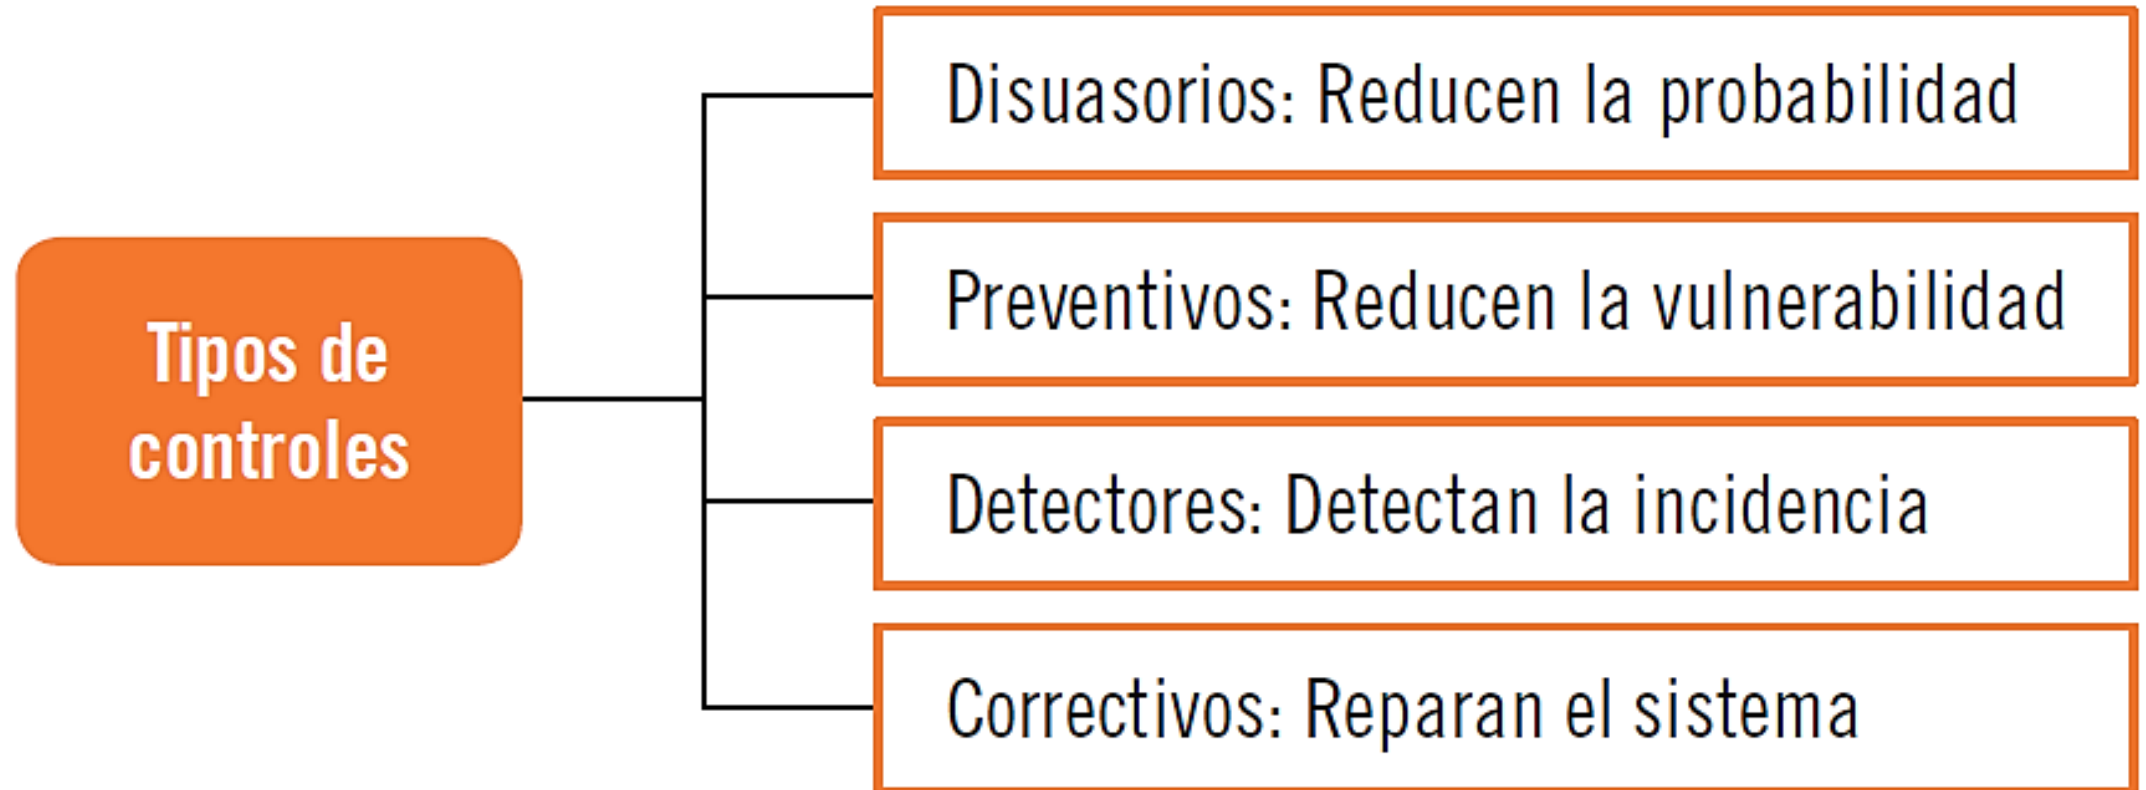 Tipos de
controles
Disuasorios: Reducen la probabilidad
Preventivos: Reducen la vulnerabilidad
Detectores: Detectan la incidencia
Correctivos: Reparan el sistema